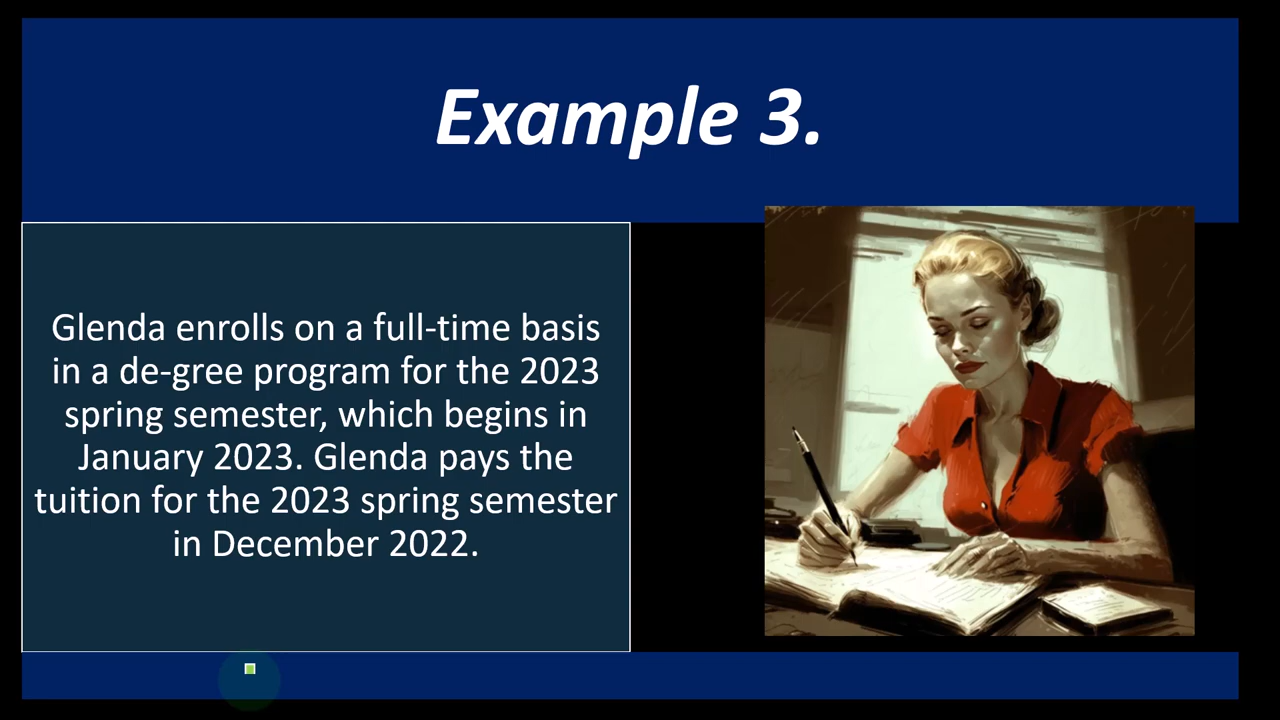 Example 3.
Glenda enrolls on a full-time basis
in a de-gree program for the 2023
spring semester, which begins in
January 2023. Glenda pays the
tuition for the 2023 spring semester
in December 2022.